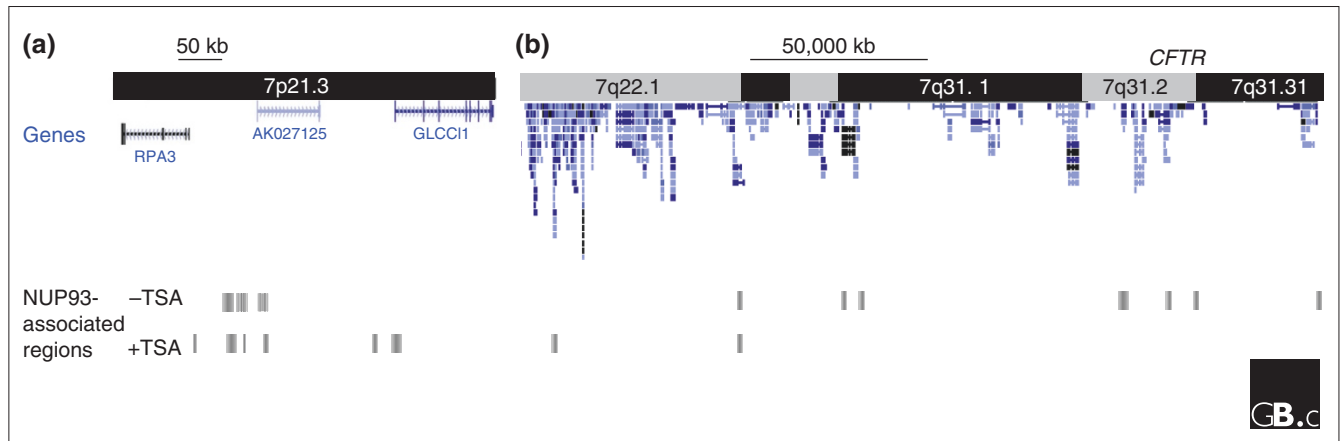 (a)
50 kb
7p21.3
Genes
RPA3
AK027125
GLCCI1
(b)
50,000 kb
CFTR
7q22.1
7q31. 1
7q31.2
7q31.31
NUP93-
associated
regions
–TSA
+TSA
GB.c